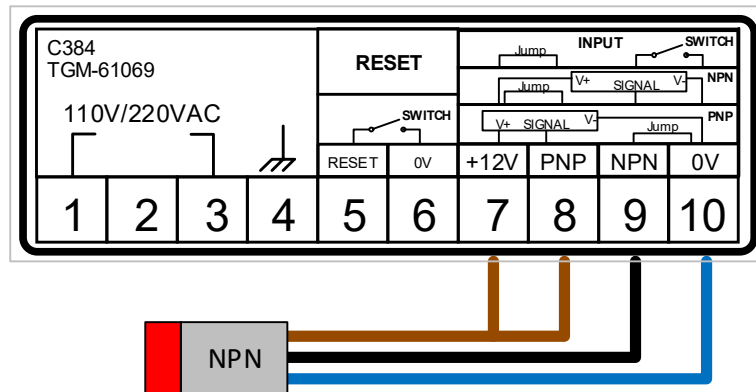 C384
TGM-61069
110V/220VAC
RESET
SWITCH
RESET 0V
Jump INPUT SWITCH
Jump V+ SIGNAL V- NPN
V+ SIGNAL V- Jump PNP
+12V PNP NPN 0V
1 2 3 4 5 6 7 8 9 10
NPN